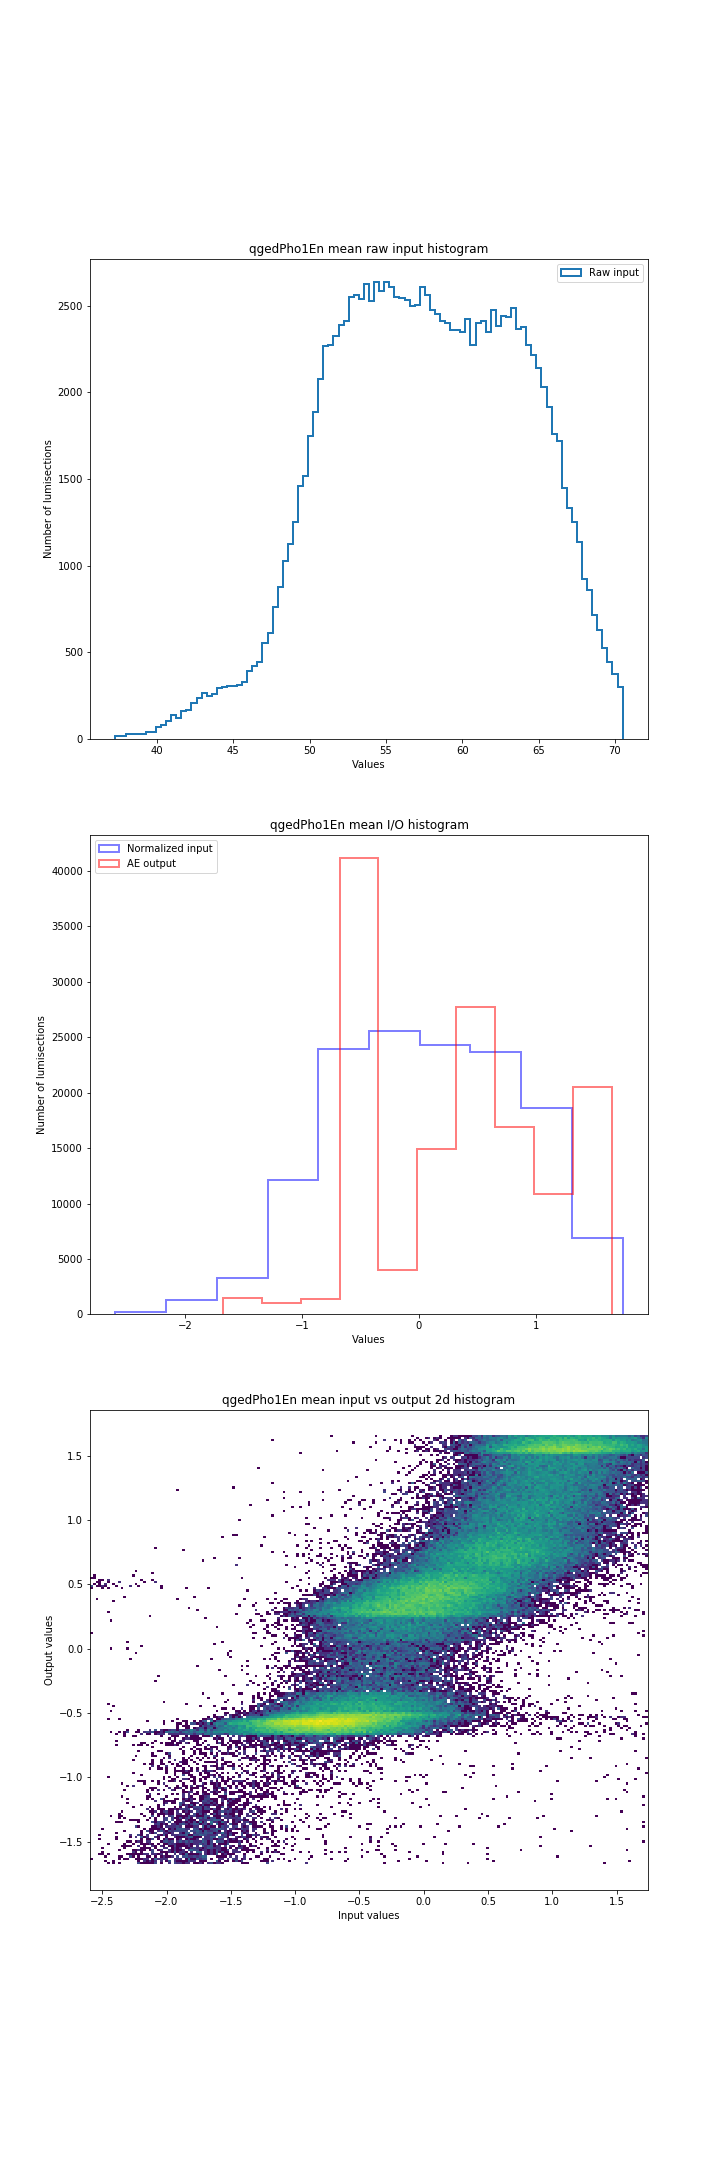 qgedPho1En mean raw input histogram
Raw input
Number of lumisections
2500
2000
1500
1000
500
0
40 45 50 55 60 65 70
Values
qgedPho1En mean I/O histogram
Normalized input
AE output
Number of lumisections
40000
35000
30000
25000
20000
15000
10000
5000
0
−2 −1 0 1
Values
qgedPho1En mean input vs output 2d histogram
Output values
1.5
1.0
0.5
0.0
−0.5
−1.0
−1.5
−2.5 −2.0 −1.5 −1.0 −0.5 0.0 0.5 1.0 1.5
Input values